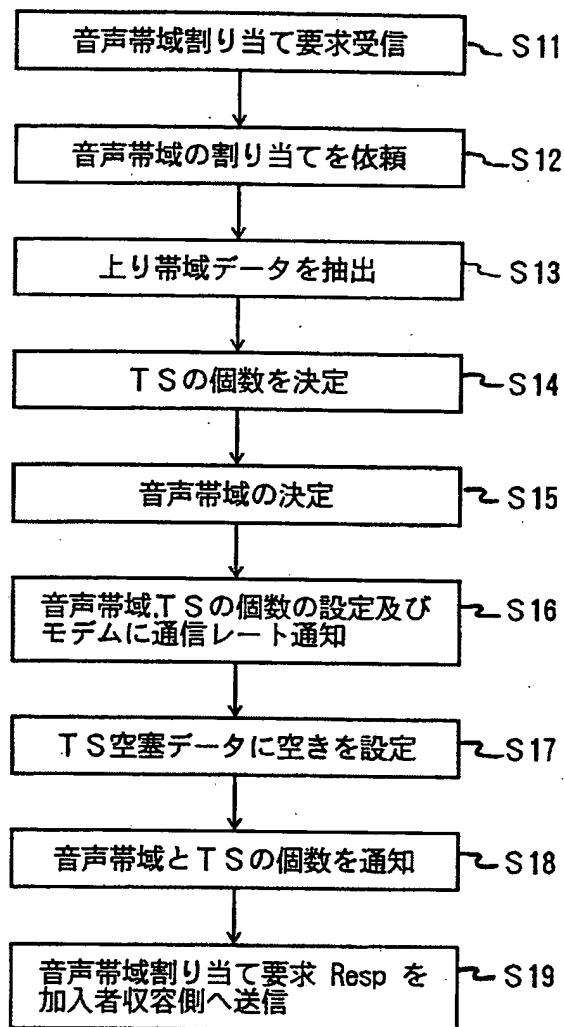 音声帯域割り当て要求受信 S11
音声帯域の割り当てを依頼 S12
上り帯域データを抽出 S13
TSの個数を決定 S14
音声帯域の決定 S15
音声帯域,TSの個数の設定及び
モデムに通信レート通知 S16
TS空塞データに空きを設定 S17
音声帯域とTSの個数を通知 S18
音声帯域割り当て要求 Resp を
加入者収容側へ送信 S19